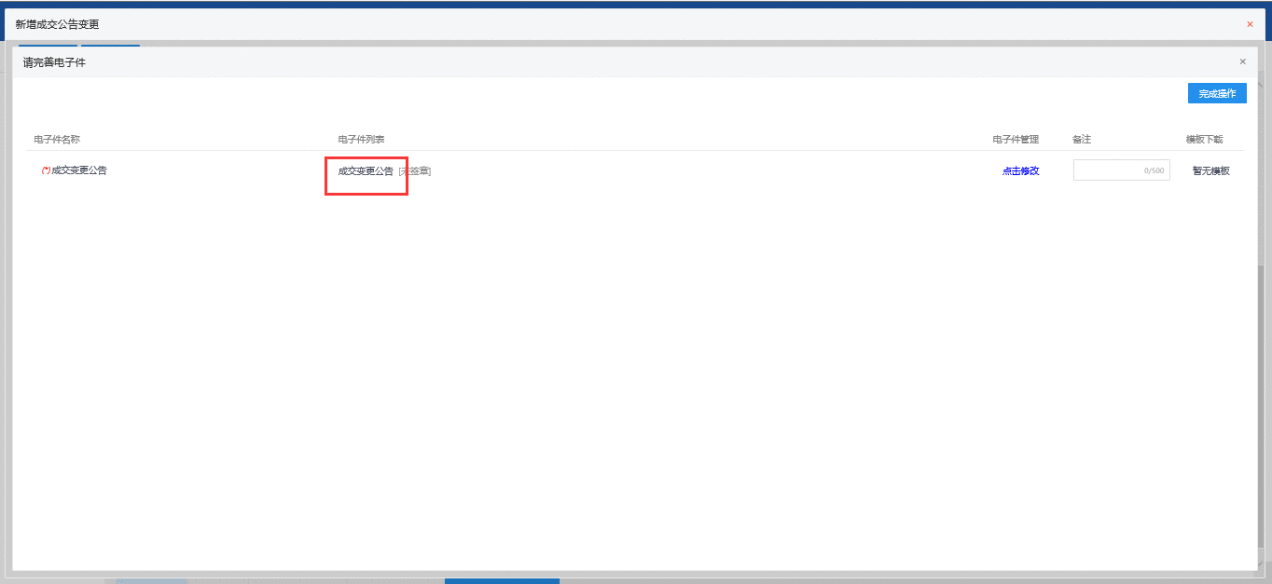 新增成交公告变更
×
请完善电子件
×
完成操作
电子件名称 电子件列表 电子件管理 备注 模板下载
(*)成交变更公告 成交变更公告 [未签章] 点击修改 0/500 暂无模板